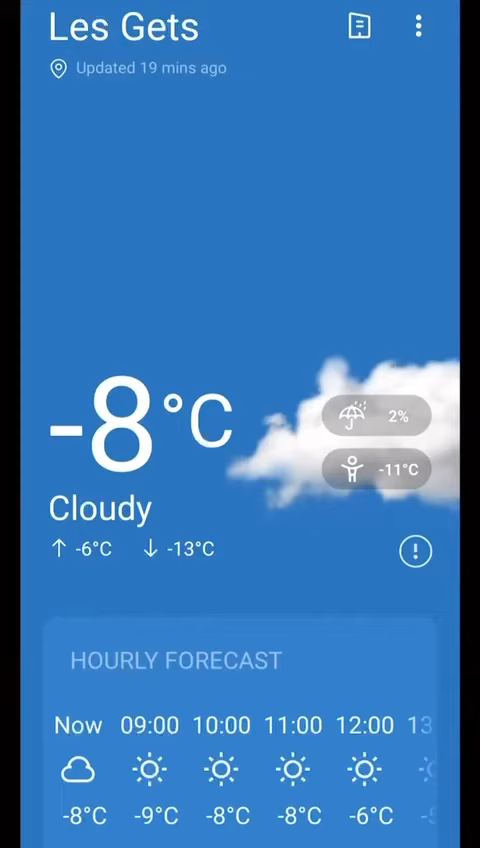 Les Gets
Updated 19 mins ago
-8°C
2%
-11°C
Cloudy
↑ -6°C ↓ -13°C
HOURLY FORECAST
Now 09:00 10:00 11:00 12:00 13
-8°C -9°C -8°C -8°C -6°C